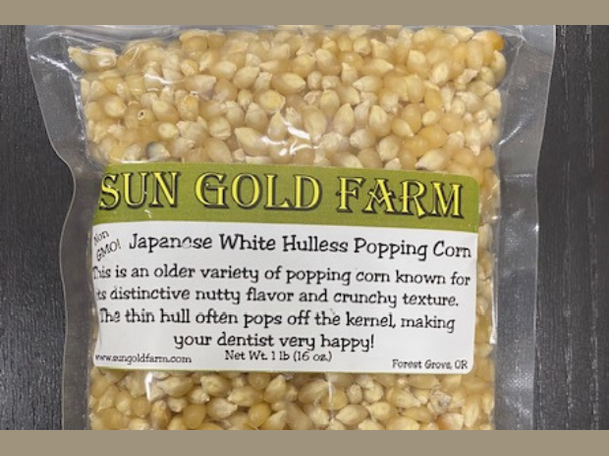 SUN GOLD FARM
Non GMO! Japanese White Hulless Popping Corn
This is an older variety of popping corn known for
its distinctive nutty flavor and crunchy texture.
The thin hull often pops off the kernel, making
your dentist very happy!
www.sungoldfarm.com Net Wt. 1 lb (16 oz.) Forest Grove, OR